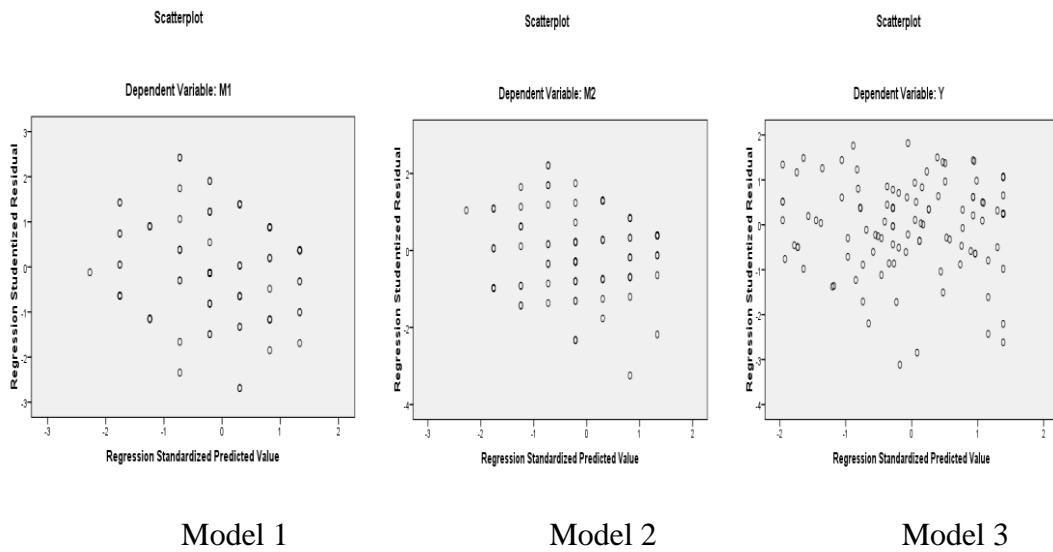 Scatterplot
Dependent Variable: M1
Regression Studentized Residual
3
2
1
0
-1
-2
-3
-3
-2
-1
0
1
2
Regression Standardized Predicted Value
Model 1
Scatterplot
Dependent Variable: M2
Regression Studentized Residual
2
0
-2
-4
-3
-2
-1
0
1
2
Regression Standardized Predicted Value
Model 2
Scatterplot
Dependent Variable: Y
Regression Studentized Residual
2
1
0
-1
-2
-3
-4
-2
-1
0
1
2
Regression Standardized Predicted Value
Model 3